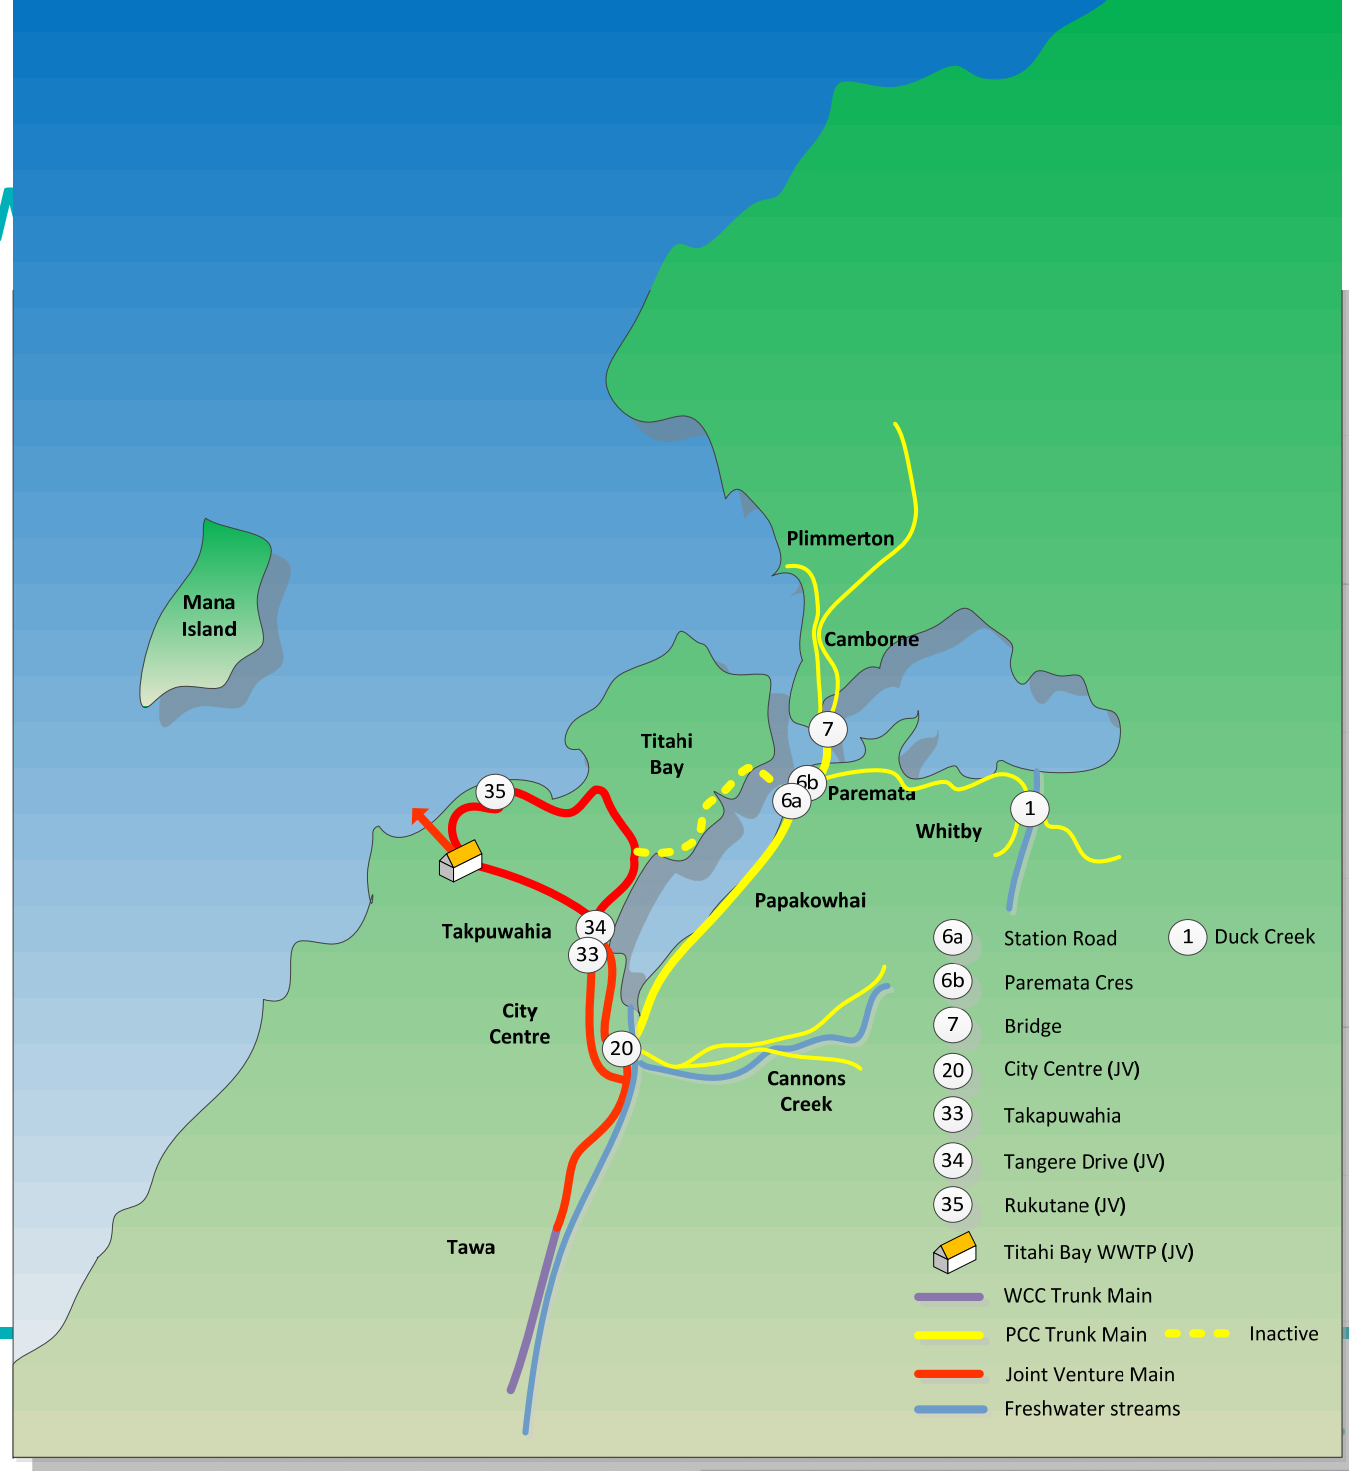 Plimmerton
Mana
Island
Camborne
Titahi
Bay
7
6b
35
6a
Paremata
1
Whitby
Papakowhai
34
Takpuwahia
33
6a Station Road 1 Duck Creek
6b Paremata Cres
City
Centre
7 Bridge
20
20 City Centre (JV)
Cannons
Creek
33 Takapuwahia
34 Tangere Drive (JV)
35 Rukutane (JV)
Tawa
Titahi Bay WWTP (JV)
WCC Trunk Main
PCC Trunk Main Inactive
Joint Venture Main
Freshwater streams